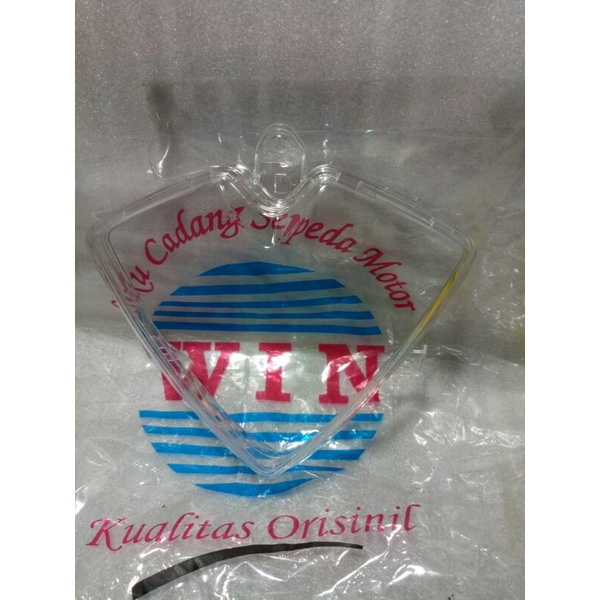 Cadang Sepeda Motor
WIN
Kualitas Orisinil